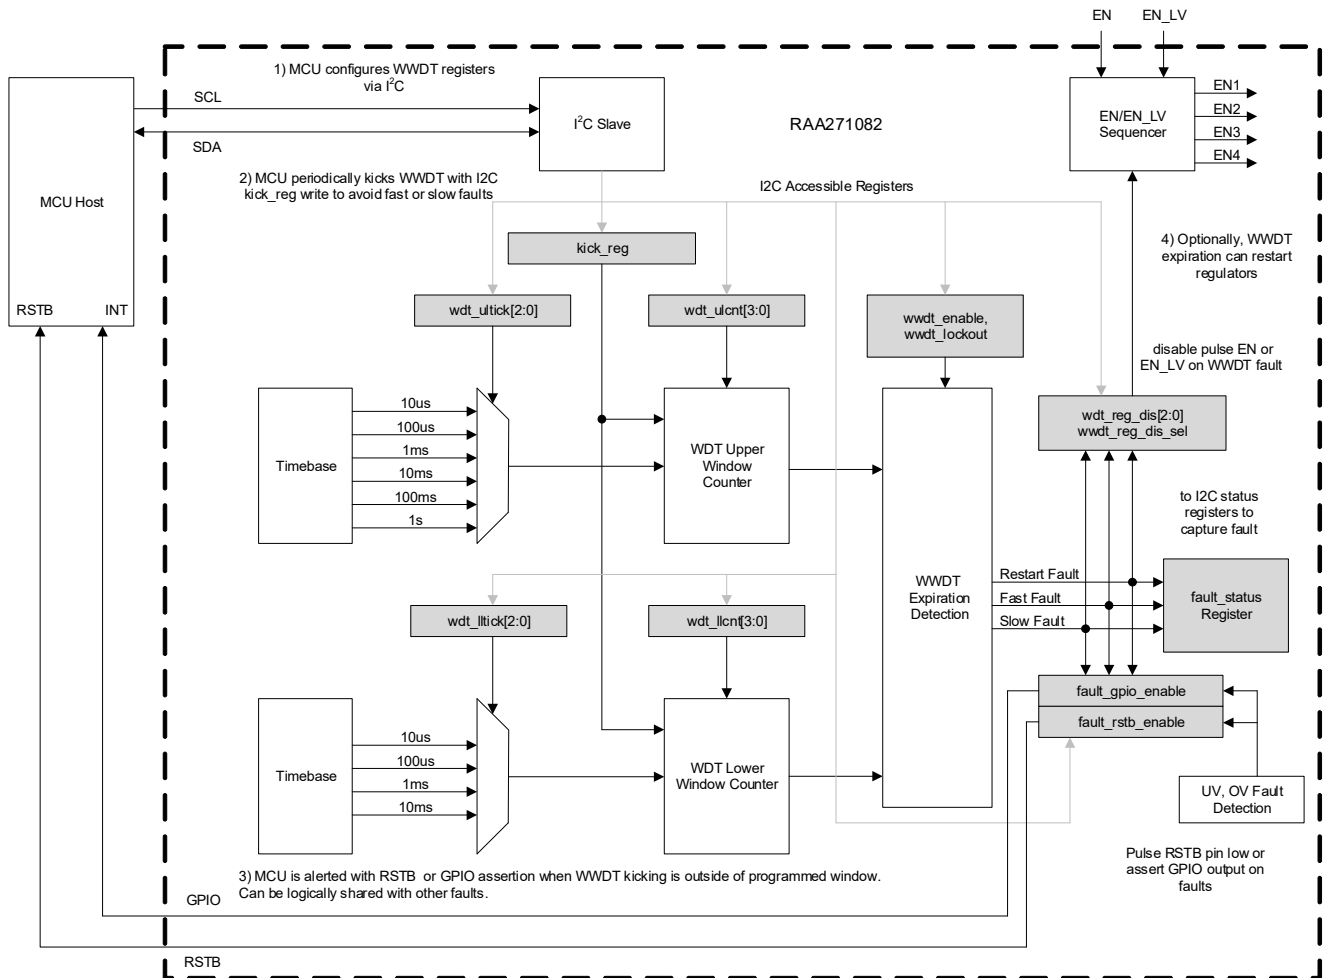 EN EN_LV
1) MCU configures WWDT registers
via I²C
SCL
SDA
I²C Slave
RAA271082
EN/EN_LV
Sequencer
EN1
EN2
EN3
EN4
MCU Host
RSTB INT
2) MCU periodically kicks WWDT with I2C
kick_reg write to avoid fast or slow faults
I2C Accessible Registers
kick_reg
4) Optionally, WWDT
expiration can restart
regulators
wdt_ultick[2:0]
wdt_ulcnt[3:0]
wwdt_enable,
wwdt_lockout
disable pulse EN or
EN_LV on WWDT fault
Timebase
10us
100us
1ms
10ms
100ms
1s
WDT Upper
Window
Counter
wdt_reg_dis[2:0]
wwdt_reg_dis_sel
to I2C status
registers to
capture fault
WWDT
Expiration
Detection
Restart Fault
Fast Fault
Slow Fault
fault_status
Register
wdt_lltick[2:0]
wdt_llcnt[3:0]
fault_gpio_enable
fault_rstb_enable
Timebase
10us
100us
1ms
10ms
WDT Lower
Window Counter
UV, OV Fault
Detection
Pulse RSTB pin low or
assert GPIO output on
faults
3) MCU is alerted with RSTB or GPIO assertion when WWDT kicking is outside of programmed window.
Can be logically shared with other faults.
GPIO
RSTB